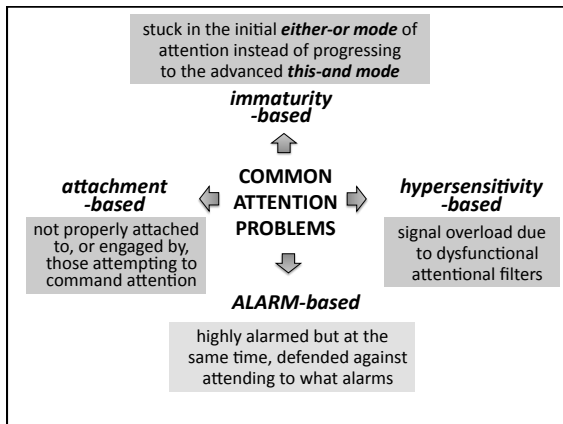 stuck in the initial either-or mode of
attention instead of progressing
to the advanced this-and mode
immaturity
-based
COMMON
ATTENTION
PROBLEMS
attachment
-based
not properly attached
to, or engaged by,
those attempting to
command attention
hypersensitivity
-based
signal overload due
to dysfunctional
attentional filters
ALARM-based
highly alarmed but at the
same time, defended against
attending to what alarms